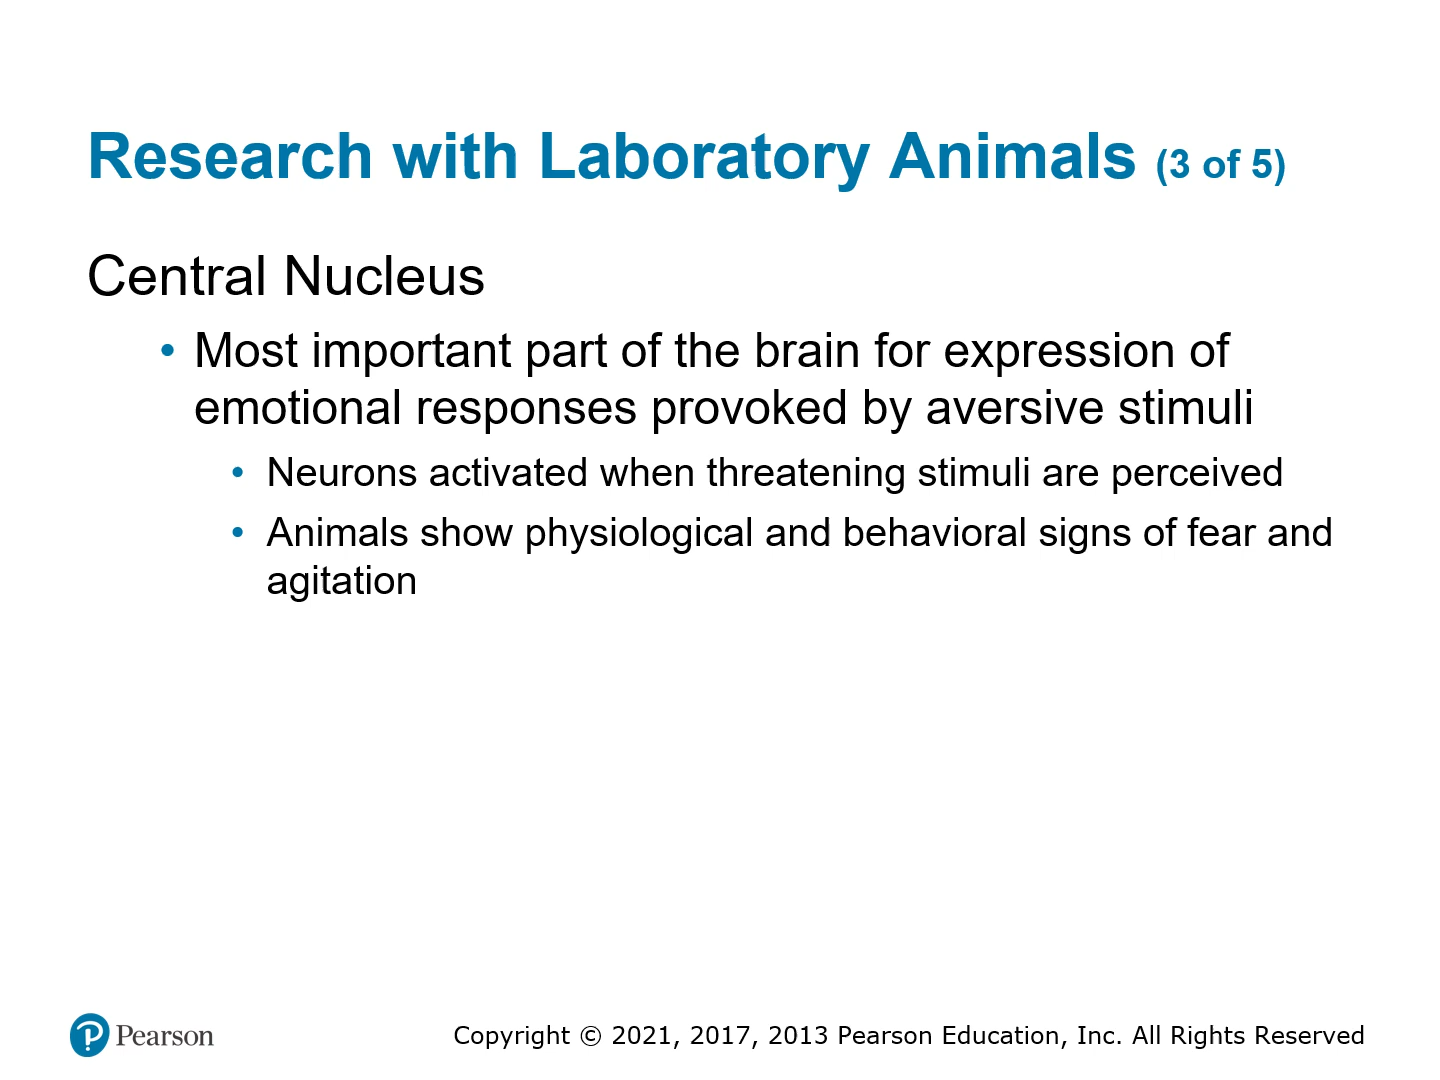 Research with Laboratory Animals (3 of 5)
Central Nucleus
• Most important part of the brain for expression of
emotional responses provoked by aversive stimuli
• Neurons activated when threatening stimuli are perceived
• Animals show physiological and behavioral signs of fear and
agitation
Pearson
Copyright © 2021, 2017, 2013 Pearson Education, Inc. All Rights Reserved